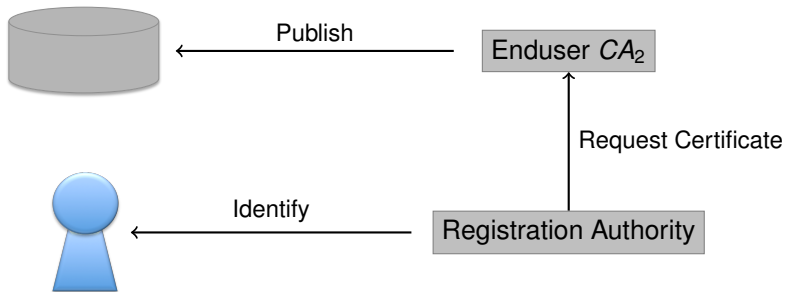 Publish
Enduser CA₂
Request Certificate
Identify
Registration Authority